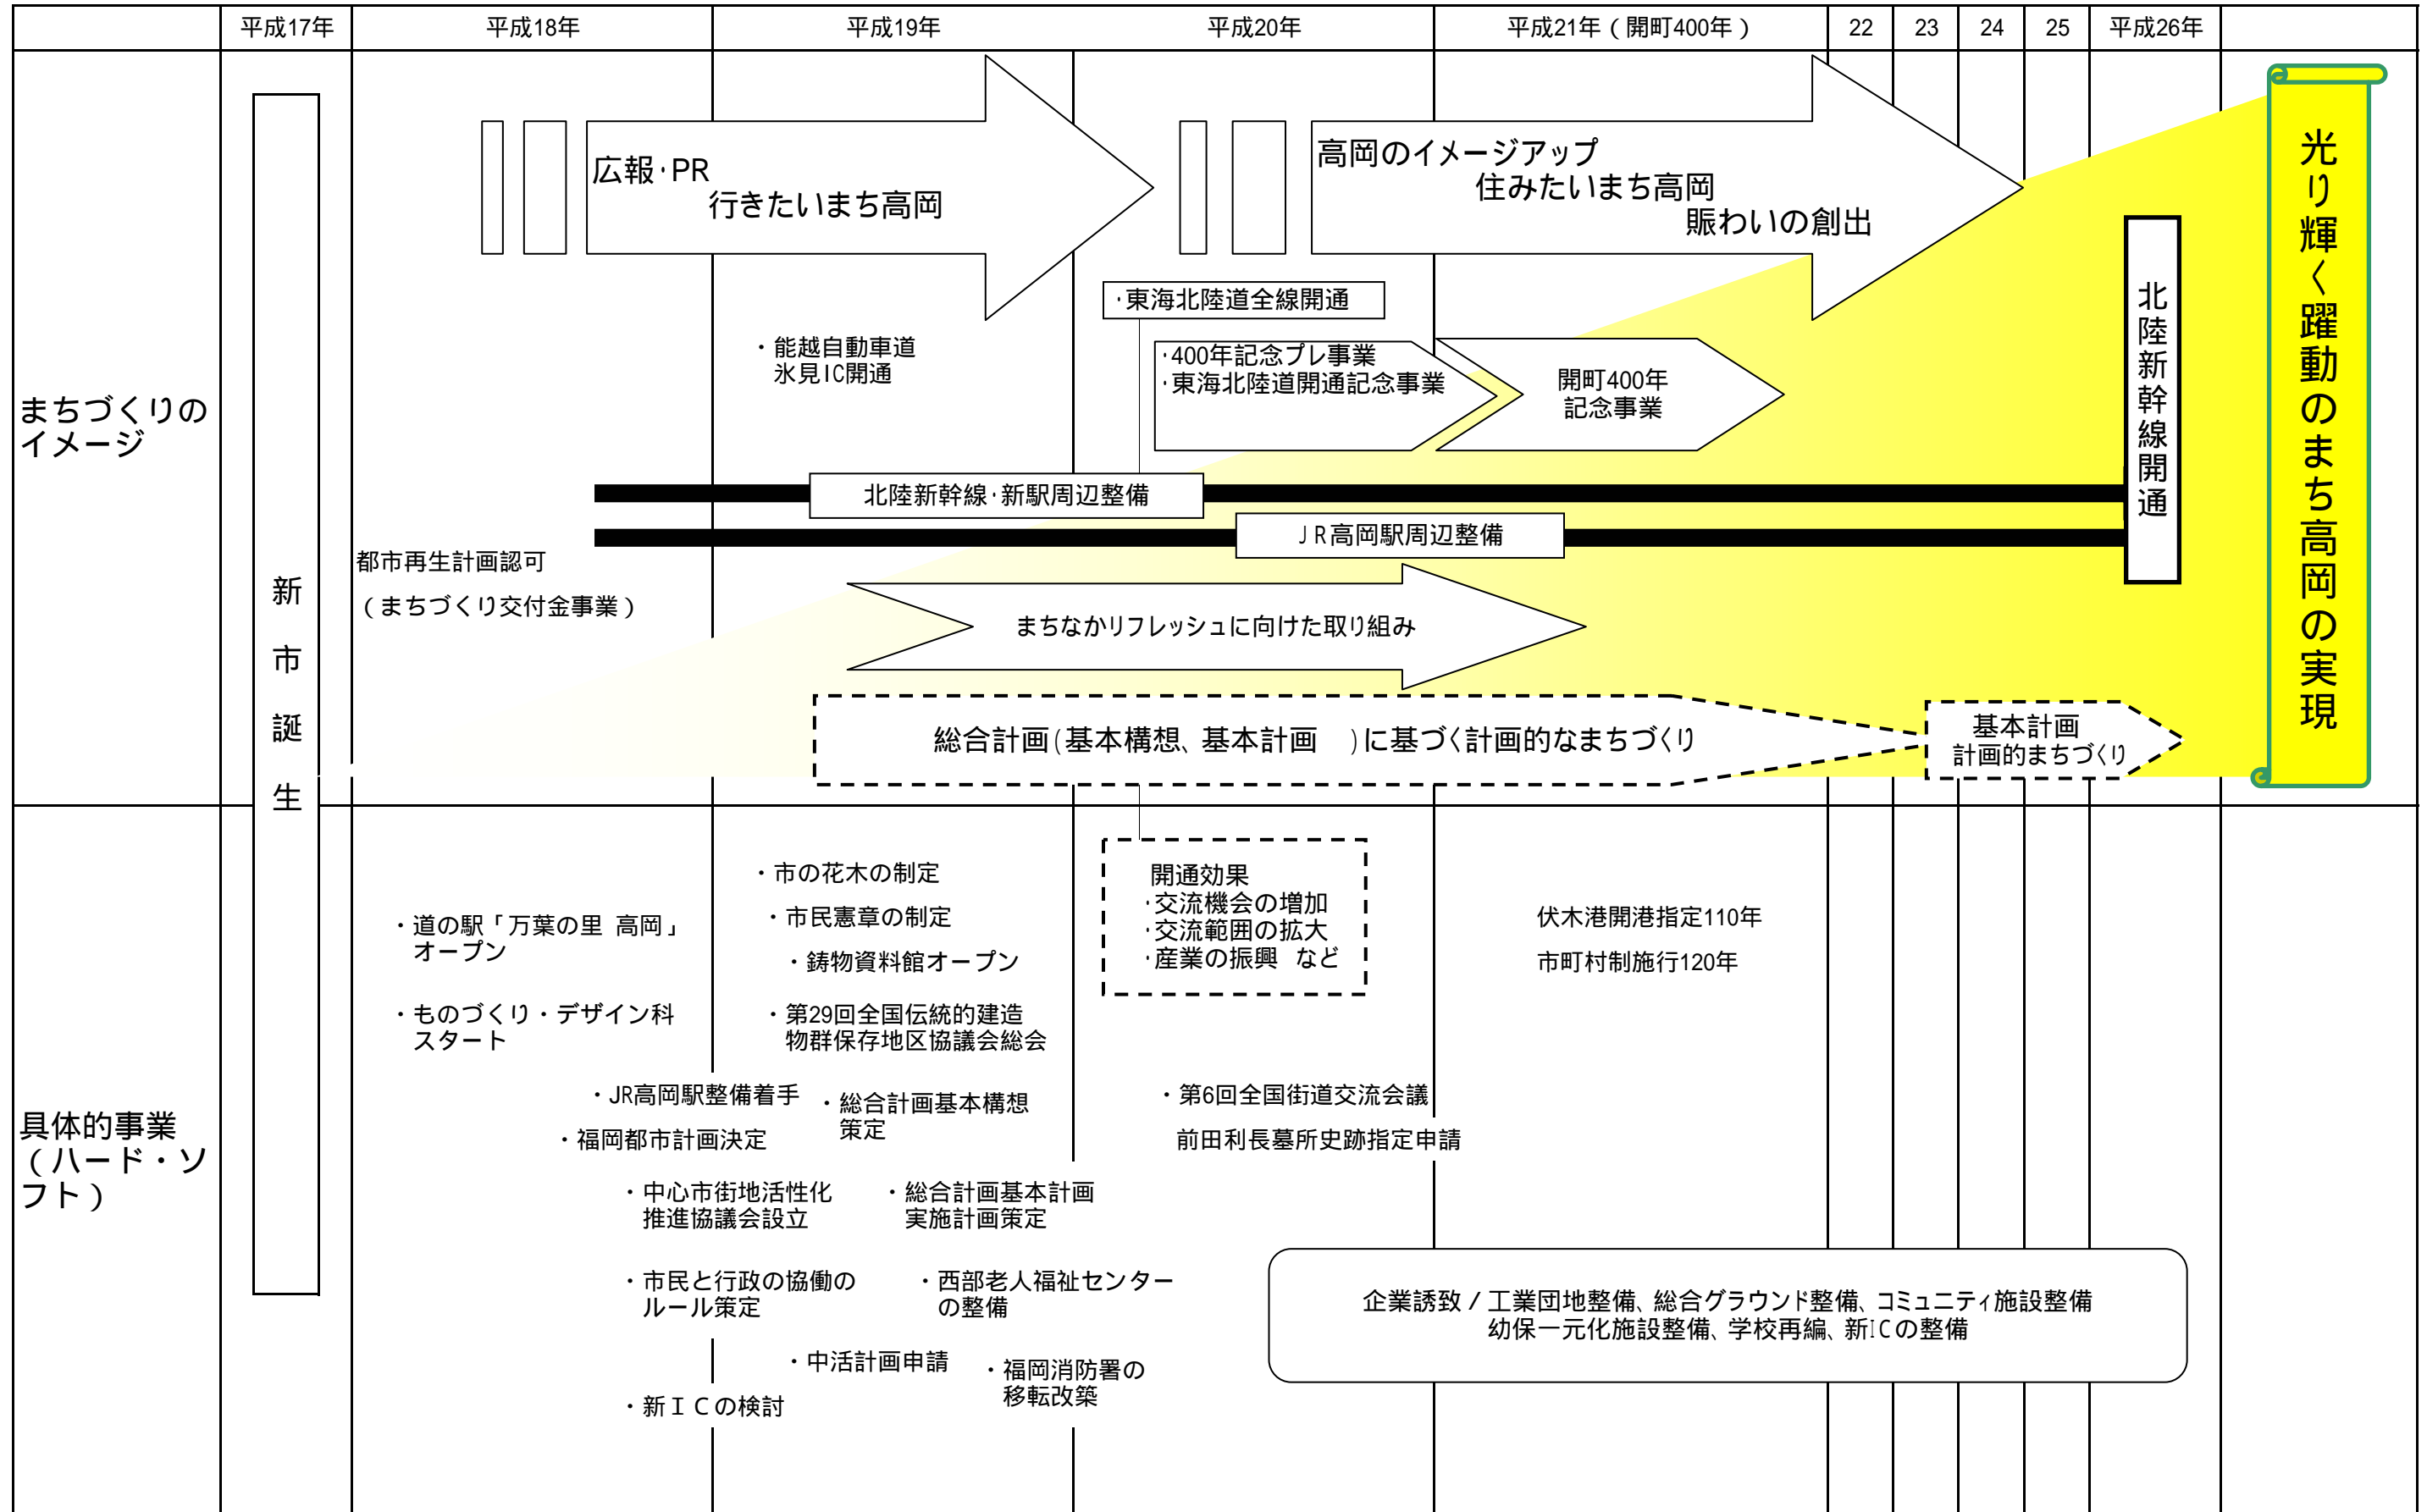 平成17年
平成18年
平成19年
平成20年
平成21年（開町400年）
22
23
24
25
平成26年
まちづくりの
イメージ
新市誕生
広報・PR
行きたいまち高岡
高岡のイメージアップ
住みたいまち高岡
賑わいの創出
・東海北陸道全線開通
・能越自動車道
氷見IC開通
・400年記念プレ事業
・東海北陸道開通記念事業
開町400年
記念事業
北陸新幹線・新駅周辺整備
JR高岡駅周辺整備
北陸新幹線開通
光り輝く躍動のまち高岡の実現
都市再生計画認可
（まちづくり交付金事業）
まちなかリフレッシュに向けた取り組み
総合計画(基本構想、基本計画　)に基づく計画的なまちづくり
基本計画
計画的まちづくり
具体的事業
（ハード・ソ
フト）
・道の駅「万葉の里 高岡」
オープン
・ものづくり・デザイン科
スタート
・市の花木の制定
・市民憲章の制定
・鋳物資料館オープン
・第29回全国伝統的建造
物群保存地区協議会総会
開通効果
・交流機会の増加
・交流範囲の拡大
・産業の振興　など
伏木港開港指定110年
市町村制施行120年
・JR高岡駅整備着手
・福岡都市計画決定
・総合計画基本構想
策定
・第6回全国街道交流会議
前田利長墓所史跡指定申請
・中心市街地活性化
推進協議会設立
・総合計画基本計画
実施計画策定
・市民と行政の協働の
ルール策定
・西部老人福祉センター
の整備
・中活計画申請
・福岡消防署の
移転改築
・新ＩＣの検討
企業誘致／工業団地整備、総合グラウンド整備、コミュニティ施設整備
幼保一元化施設整備、学校再編、新ICの整備